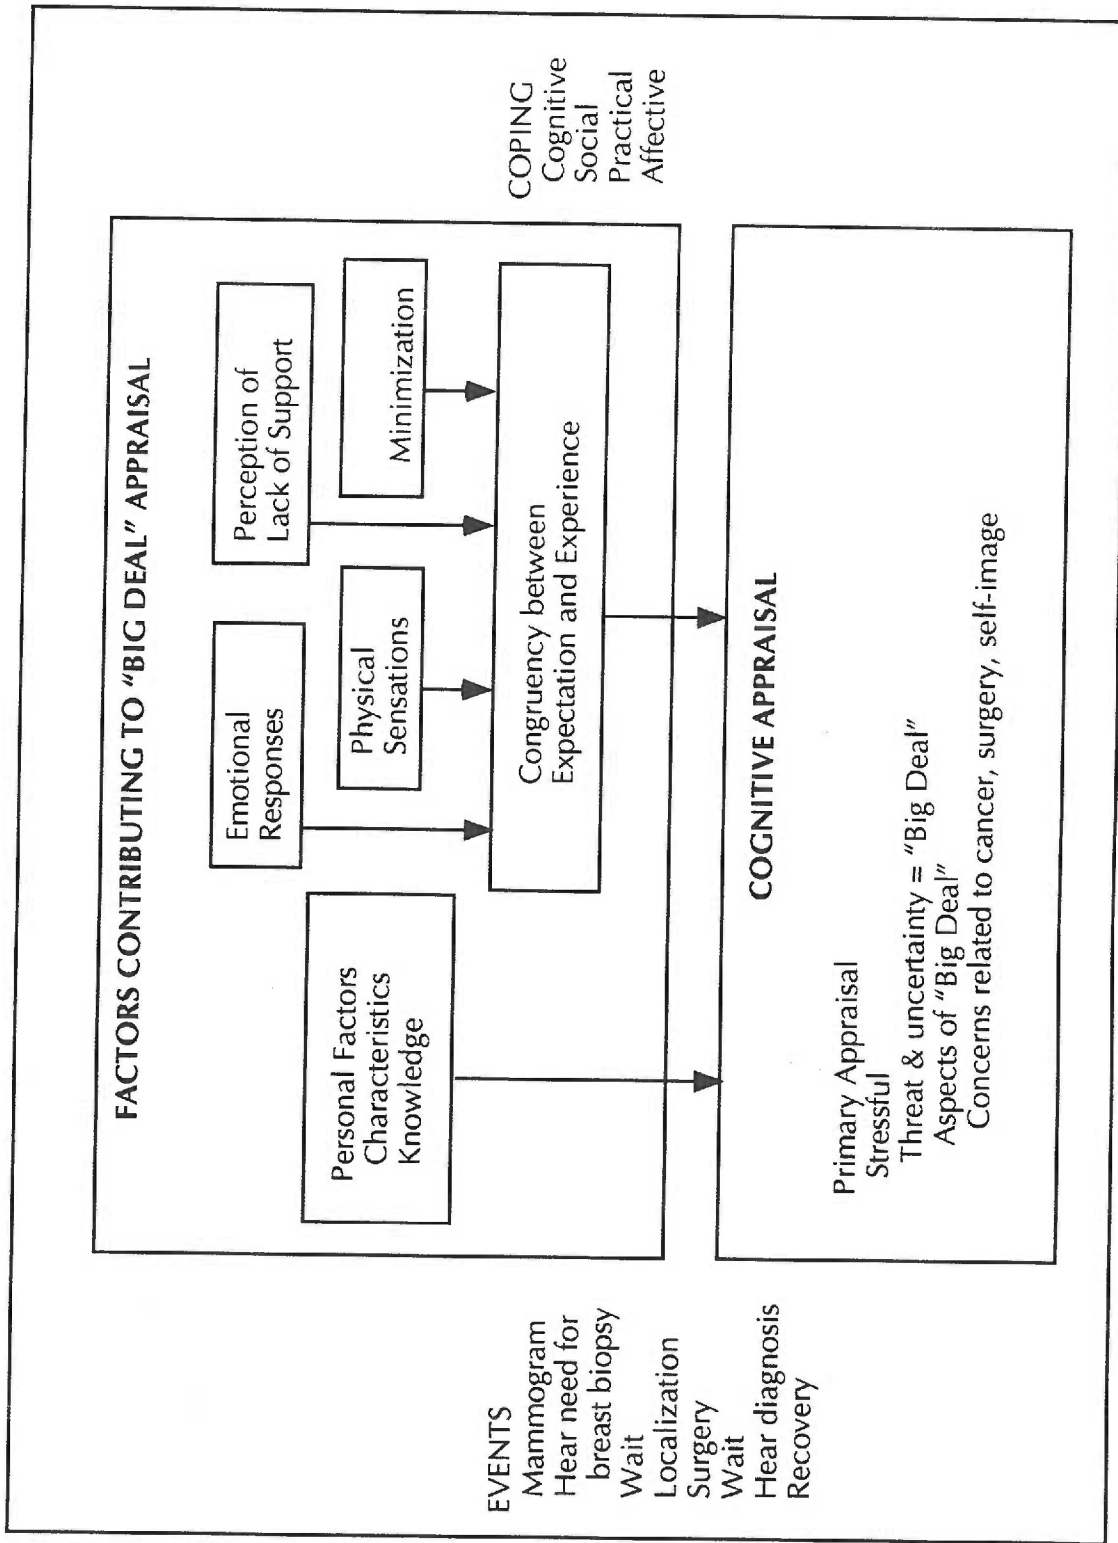 FACTORS CONTRIBUTING TO "BIG DEAL" APPRAISAL
Emotional
Responses
Perception of
Lack of Support
Personal Factors
Characteristics
Knowledge
Physical
Sensations
Minimization
Congruency between
Expectation and Experience
EVENTS
Mammogram
Hear need for
breast biopsy
Wait
Localization
Surgery
Wait
Hear diagnosis
Recovery
COPING
Cognitive
Social
Practical
Affective
COGNITIVE APPRAISAL
Primary Appraisal
Stressful
Threat & uncertainty = "Big Deal"
Aspects of "Big Deal"
Concerns related to cancer, surgery, self-image